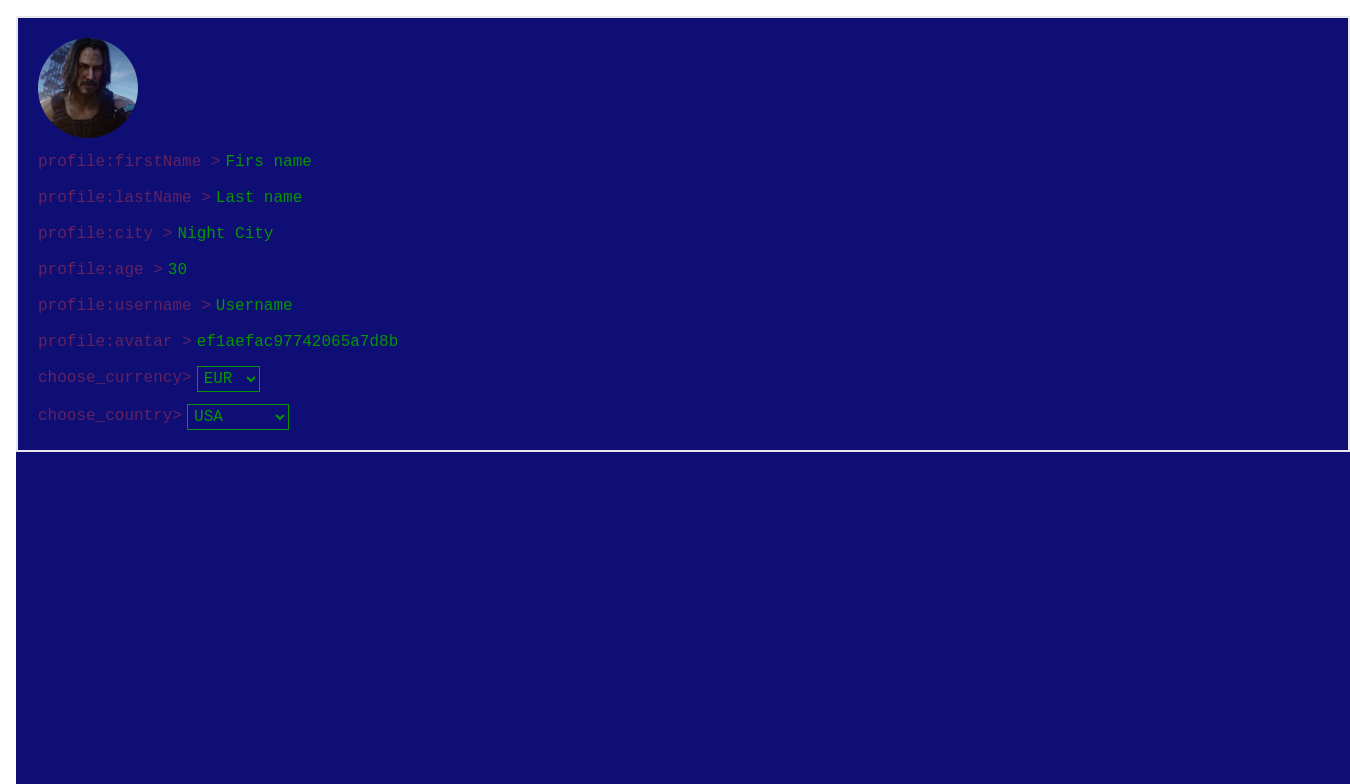 profile:firstName > Firs name
profile:lastName > Last name
profile:city > Night City
profile:age > 30
profile:username > Username
profile:avatar > ef1aefac97742065a7d8b
choose_currency> EUR
choose_country> USA